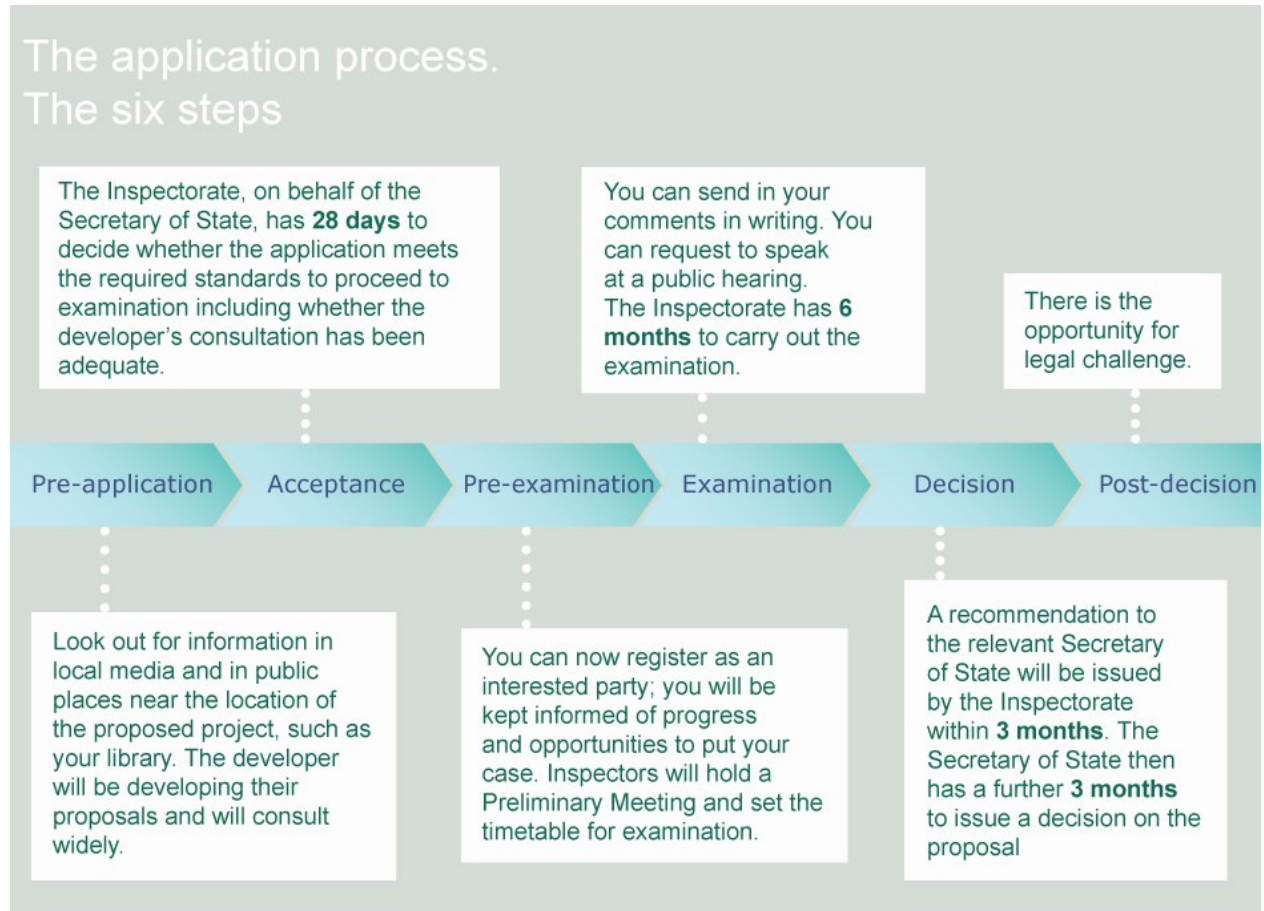 The application process.
The six steps
The Inspectorate, on behalf of the
Secretary of State, has 28 days to
decide whether the application meets
the required standards to proceed to
examination including whether the
developer's consultation has been
adequate.
You can send in your
comments in writing. You
can request to speak
at a public hearing.
The Inspectorate has 6
months to carry out the
examination.
There is the
opportunity for
legal challenge.
Pre-application
Acceptance
Pre-examination
Examination
Decision
Post-decision
Look out for information in
local media and in public
places near the location of
the proposed project, such as
your library. The developer
will be developing their
proposals and will consult
widely.
You can now register as an
interested party; you will be
kept informed of progress
and opportunities to put your
case. Inspectors will hold a
Preliminary Meeting and set the
timetable for examination.
A recommendation to
the relevant Secretary
of State will be issued
by the Inspectorate
within 3 months. The
Secretary of State then
has a further 3 months
to issue a decision on the
proposal